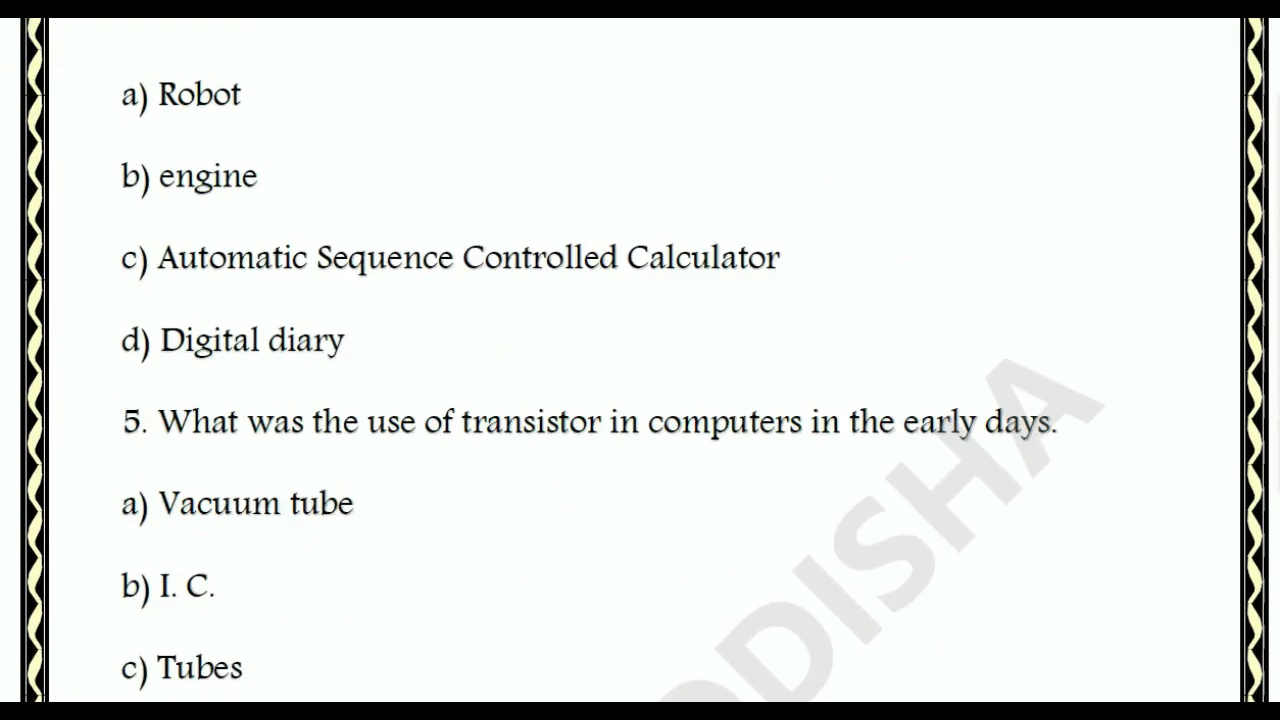 a) Robot
b) engine
c) Automatic Sequence Controlled Calculator
d) Digital diary
5. What was the use of transistor in computers in the early days.
a) Vacuum tube
b) I. C.
c) Tubes
ODISHA